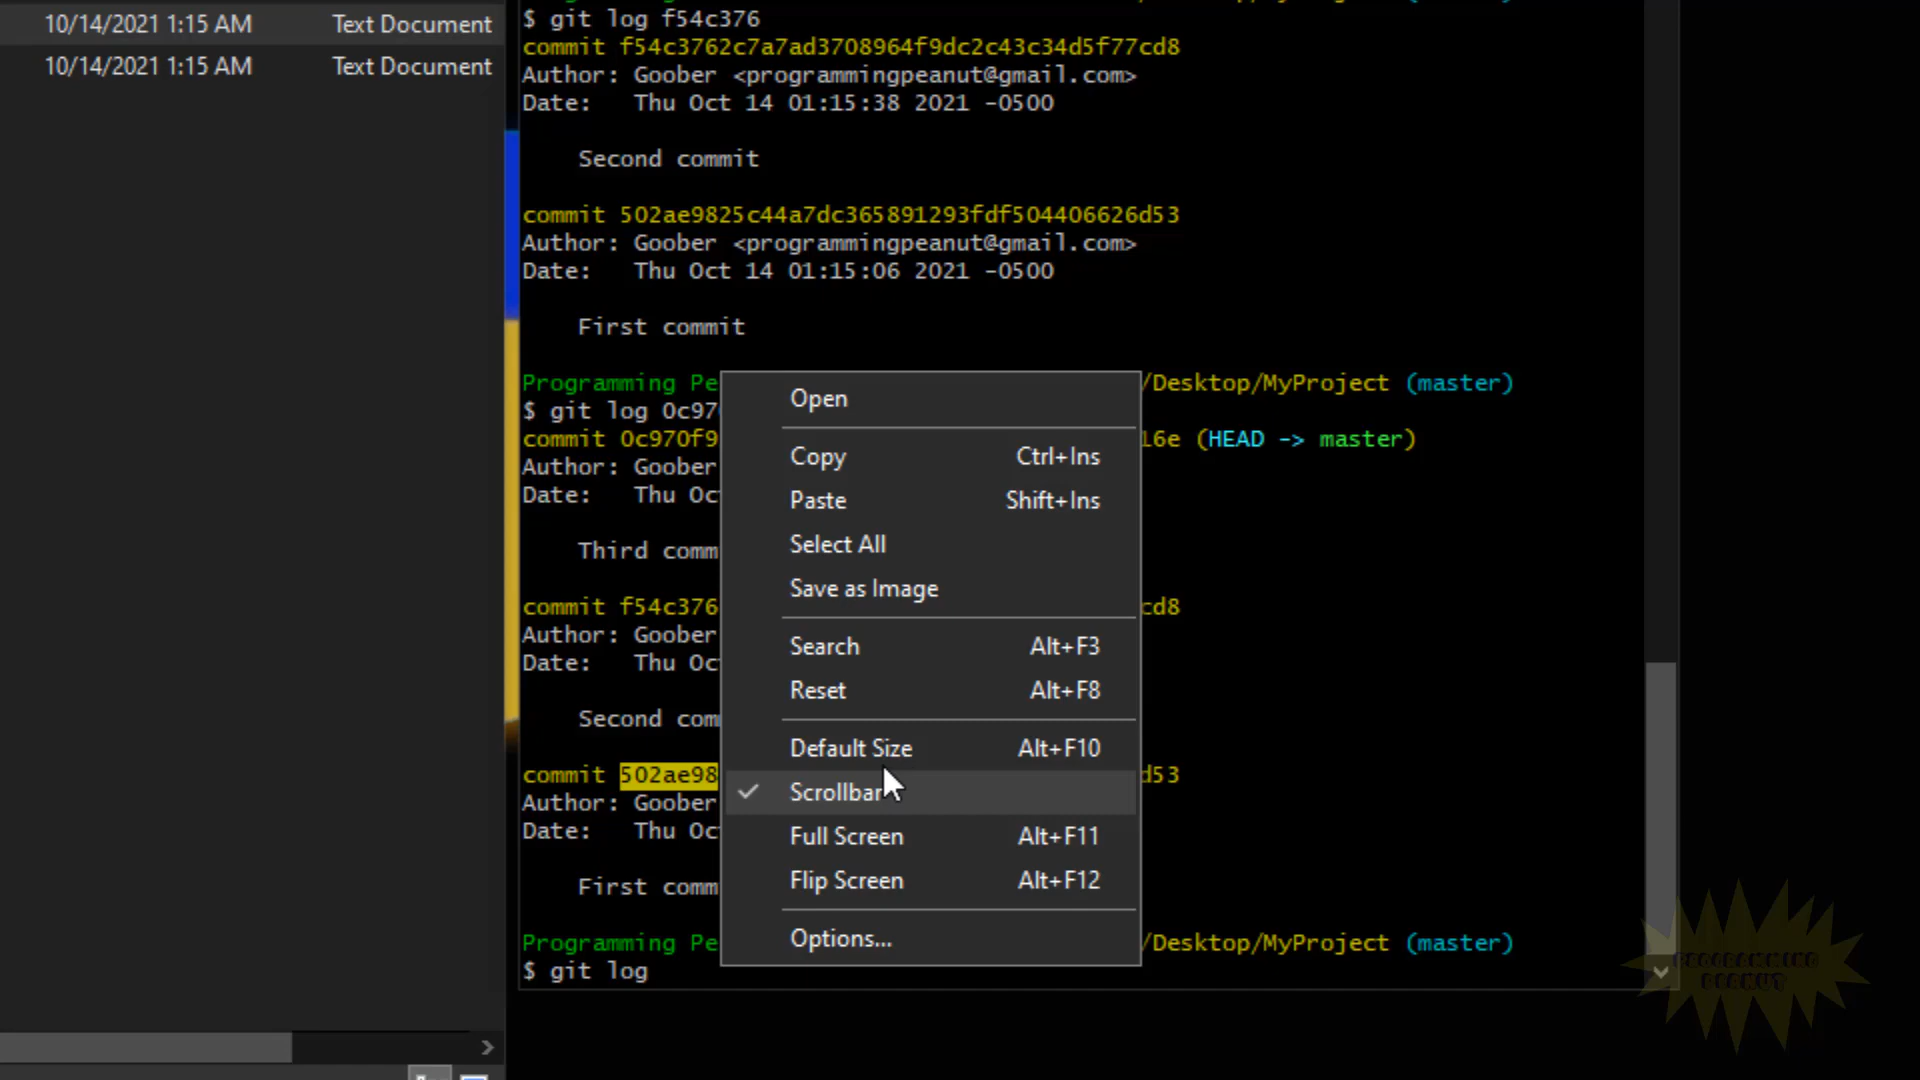 10/14/2021 1:15 AM Text Document
10/14/2021 1:15 AM Text Document
$ git log f54c376
commit f54c3762c7a7ad3708964f9dc2c43c34d5f77cd8
Author: Goober <programmingpeanut@gmail.com>
Date: Thu Oct 14 01:15:38 2021 -0500
Second commit
commit 502ae9825c44a7dc365891293fdf504406626d53
Author: Goober <programmingpeanut@gmail.com>
Date: Thu Oct 14 01:15:06 2021 -0500
First commit
Programming Pe /Desktop/MyProject (master)
$ git log 0c97
commit 0c970f9 16e (HEAD -> master)
Author: Goober
Date: Thu Oc
Third comm
commit f54c376 cd8
Author: Goober
Date: Thu Oc
Second com
commit 502ae98 d53
Author: Goober
Date: Thu Oc
First comm
Programming Pe /Desktop/MyProject (master)
$ git log
Open
Copy Ctrl+Ins
Paste Shift+Ins
Select All
Save as Image
Search Alt+F3
Reset Alt+F8
Default Size Alt+F10
Scrollbar
Full Screen Alt+F11
Flip Screen Alt+F12
Options...
PROGRAMMING
PEANUT